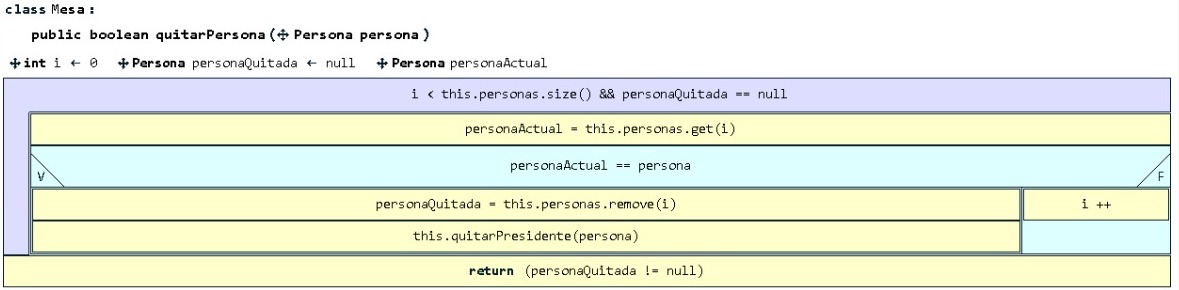 class Mesa:
public boolean quitarPersona(✢ Persona persona)
✢int i ← 0 ✢Persona personaQuitada ← null ✢Persona personaActual
i < this.personas.size() && personaQuitada == null
personaActual = this.personas.get(i)
personaActual == persona
V F
personaQuitada = this.personas.remove(i) i ++
this.quitarPresidente(persona)
return (personaQuitada != null)